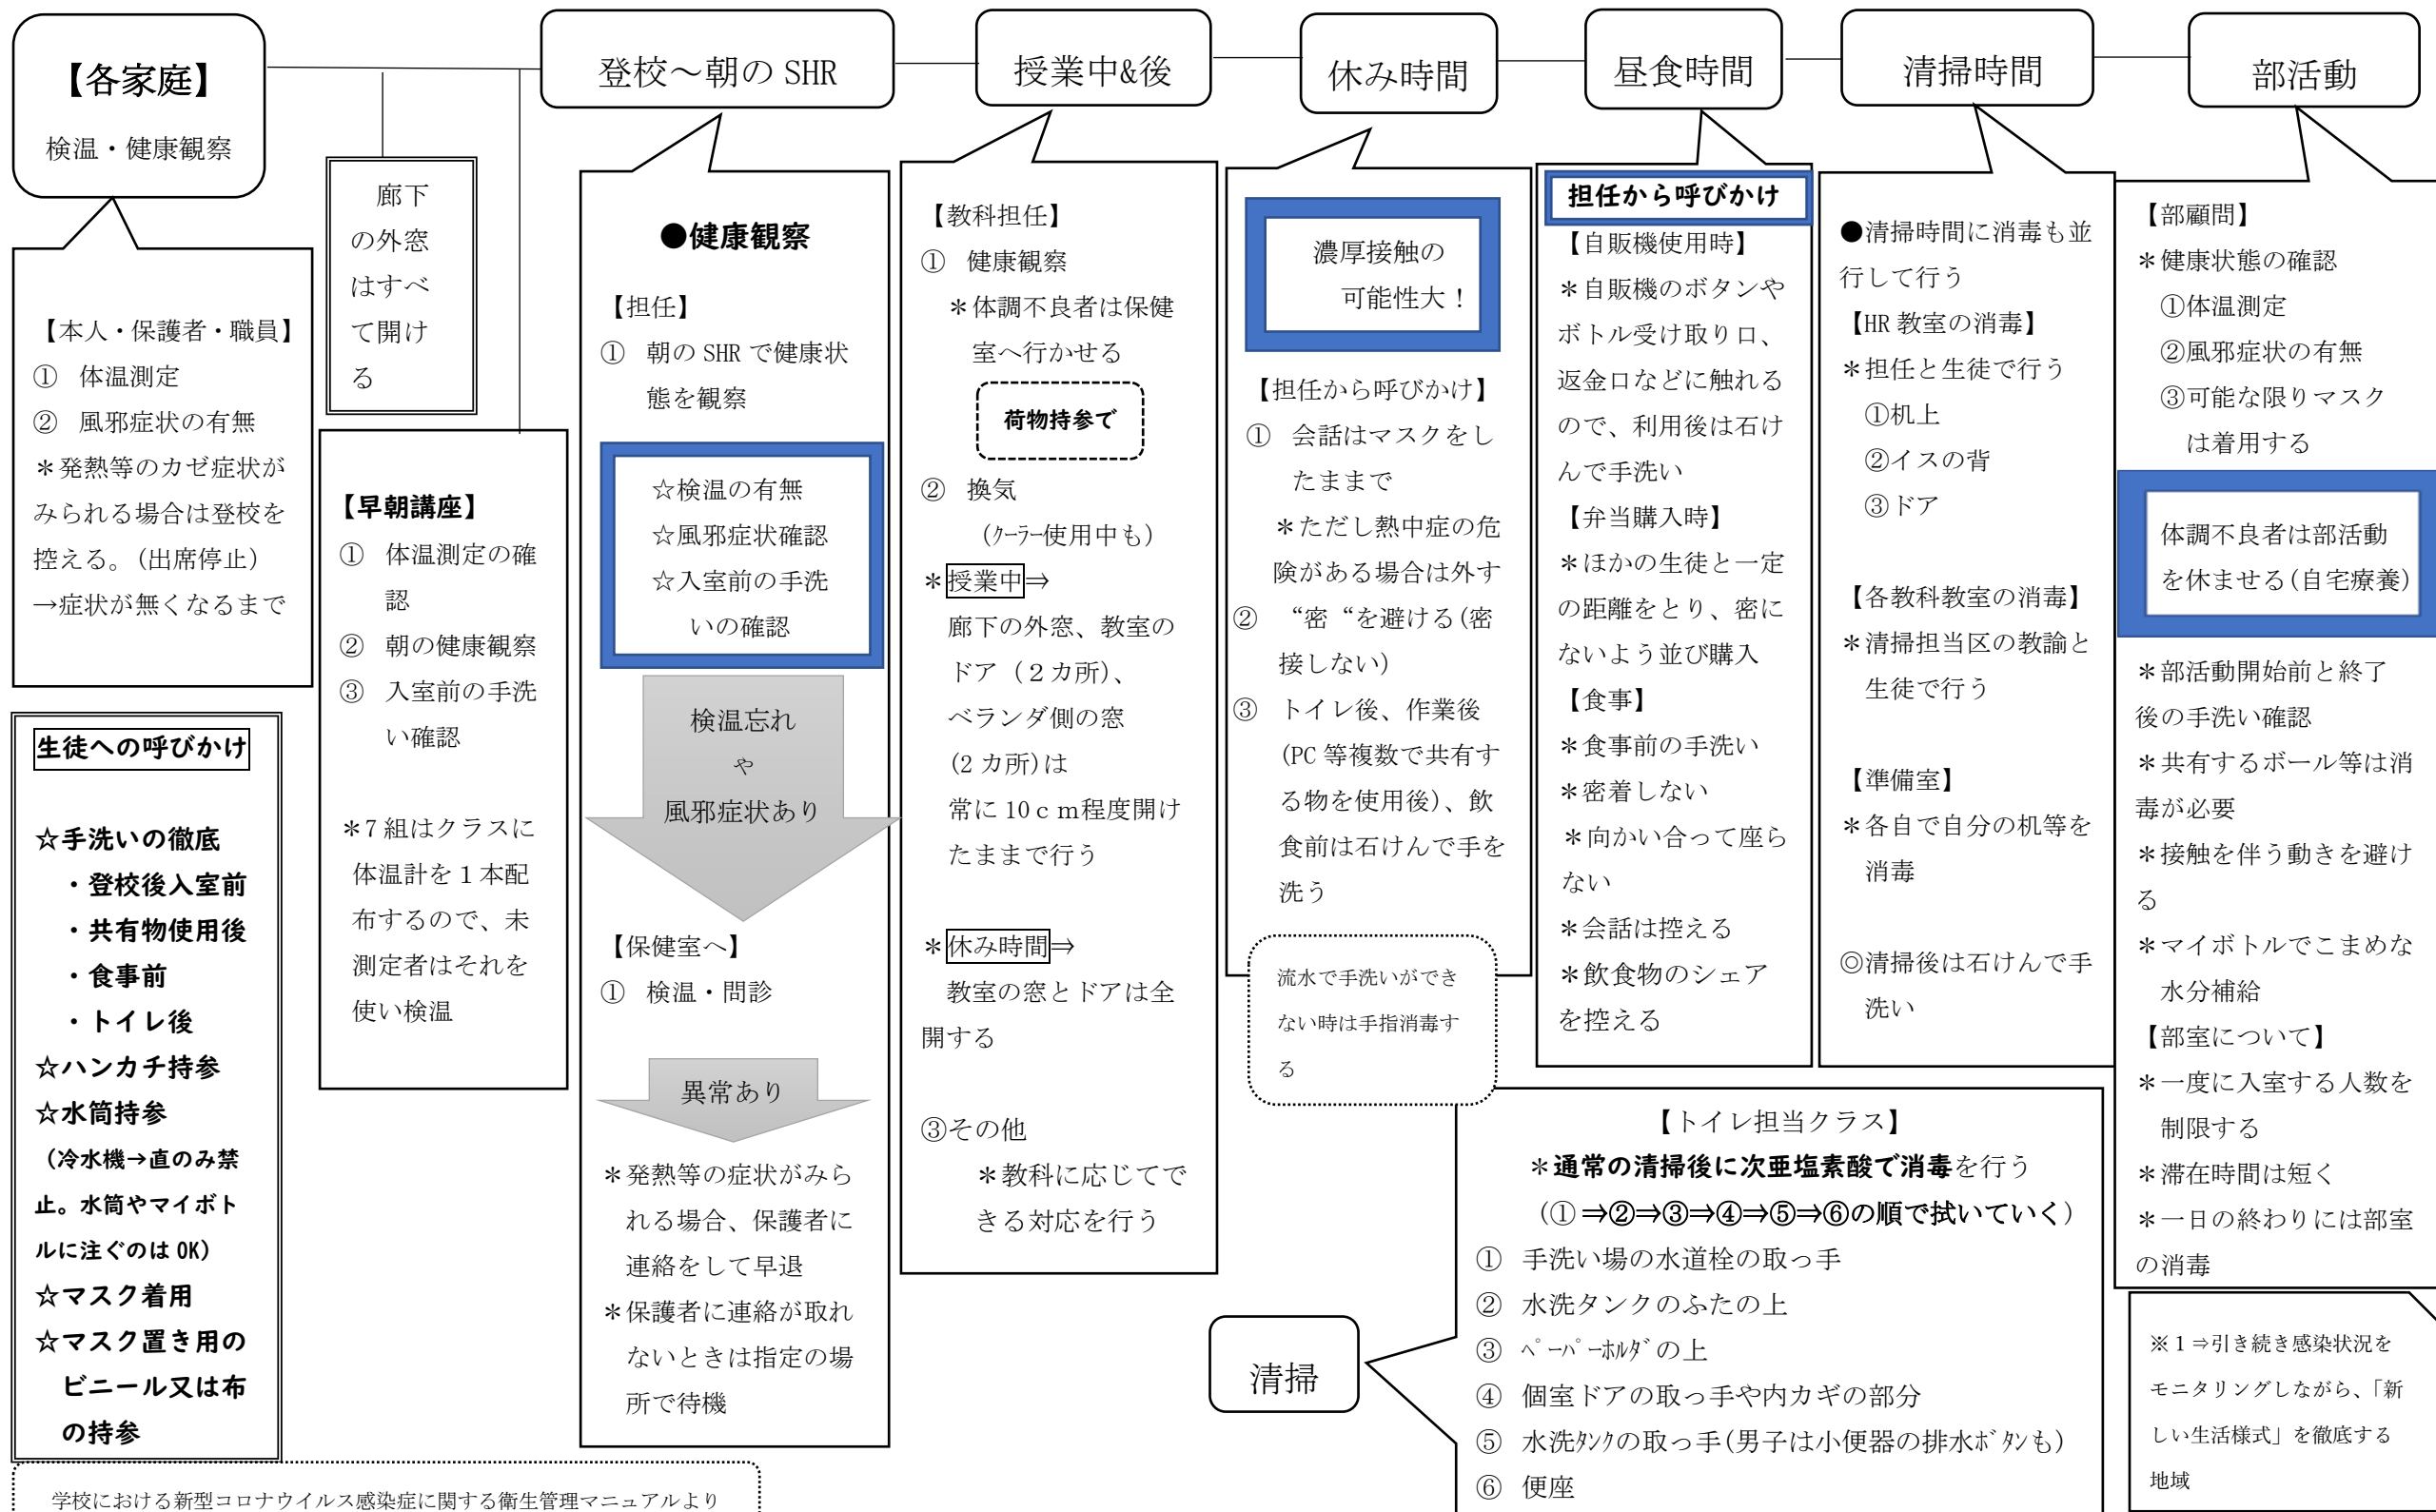 【各家庭】
検温・健康観察
登校～朝の SHR
授業中&後
休み時間
昼食時間
清掃時間
部活動
【本人・保護者・職員】
① 体温測定
② 風邪症状の有無
＊発熱等のカゼ症状が
みられる場合は登校を
控える。(出席停止)
→症状が無くなるまで
生徒への呼びかけ
☆手洗いの徹底
・登校後入室前
・共有物使用後
・食事前
・トイレ後
☆ハンカチ持参
☆水筒持参
（冷水機→直のみ禁
止。水筒やマイボト
ルに注ぐのは OK）
☆マスク着用
☆マスク置き用の
ビニール又は布
の持参
学校における新型コロナウイルス感染症に関する衛生管理マニュアルより
廊下
の外窓
はすべ
て開け
る
【早朝講座】
① 体温測定の確
認
② 朝の健康観察
③ 入室前の手洗
い確認
＊7 組はクラスに
体温計を１本配
布するので、未
測定者はそれを
使い検温
●健康観察
【担任】
① 朝の SHR で健康状
態を観察
☆検温の有無
☆風邪症状確認
☆入室前の手洗
いの確認
検温忘れ
や
風邪症状あり
【保健室へ】
① 検温・問診
異常あり
＊発熱等の症状がみら
れる場合、保護者に
連絡をして早退
＊保護者に連絡が取れ
ないときは指定の場
所で待機
【教科担任】
① 健康観察
＊体調不良者は保健
室へ行かせる
荷物持参で
② 換気
（ｸｰﾗｰ使用中も）
＊授業中⇒
廊下の外窓、教室の
ドア（２カ所）、
ベランダ側の窓
(2 カ所)は
常に 10ｃｍ程度開け
たままで行う
＊休み時間⇒
教室の窓とドアは全
開する
③その他
＊教科に応じてで
きる対応を行う
濃厚接触の
可能性大！
【担任から呼びかけ】
① 会話はマスクをし
たままで
＊ただし熱中症の危
険がある場合は外す
② “密“を避ける(密
接しない)
③ トイレ後、作業後
(PC 等複数で共有す
る物を使用後)、飲
食前は石けんで手を
洗う
流水で手洗いができ
ない時は手指消毒す
る
担任から呼びかけ
【自販機使用時】
＊自販機のボタンや
ボトル受け取り口、
返金口などに触れる
ので、利用後は石け
んで手洗い
【弁当購入時】
＊ほかの生徒と一定
の距離をとり、密に
ないよう並び購入
【食事】
＊食事前の手洗い
＊密着しない
＊向かい合って座ら
ない
＊会話は控える
＊飲食物のシェア
を控える
●清掃時間に消毒も並
行して行う
【HR 教室の消毒】
＊担任と生徒で行う
①机上
②イスの背
③ドア
【各教科教室の消毒】
＊清掃担当区の教諭と
生徒で行う
【準備室】
＊各自で自分の机等を
消毒
◎清掃後は石けんで手
洗い
清掃
【トイレ担当クラス】
＊通常の清掃後に次亜塩素酸で消毒を行う
（①⇒②⇒③⇒④⇒⑤⇒⑥の順で拭いていく）
① 手洗い場の水道栓の取っ手
② 水洗タンクのふたの上
③ ﾍﾟｰﾊﾟｰﾎﾙﾀﾞの上
④ 個室ドアの取っ手や内カギの部分
⑤ 水洗ﾀﾝｸの取っ手(男子は小便器の排水ﾎﾞﾀﾝも)
⑥ 便座
【部顧問】
＊健康状態の確認
①体温測定
②風邪症状の有無
③可能な限りマスク
は着用する
体調不良者は部活動
を休ませる(自宅療養)
＊部活動開始前と終了
後の手洗い確認
＊共有するボール等は消
毒が必要
＊接触を伴う動きを避け
る
＊マイボトルでこまめな
水分補給
【部室について】
＊一度に入室する人数を
制限する
＊滞在時間は短く
＊一日の終わりには部室
の消毒
※１⇒引き続き感染状況を
モニタリングしながら、「新
しい生活様式」を徹底する
地域